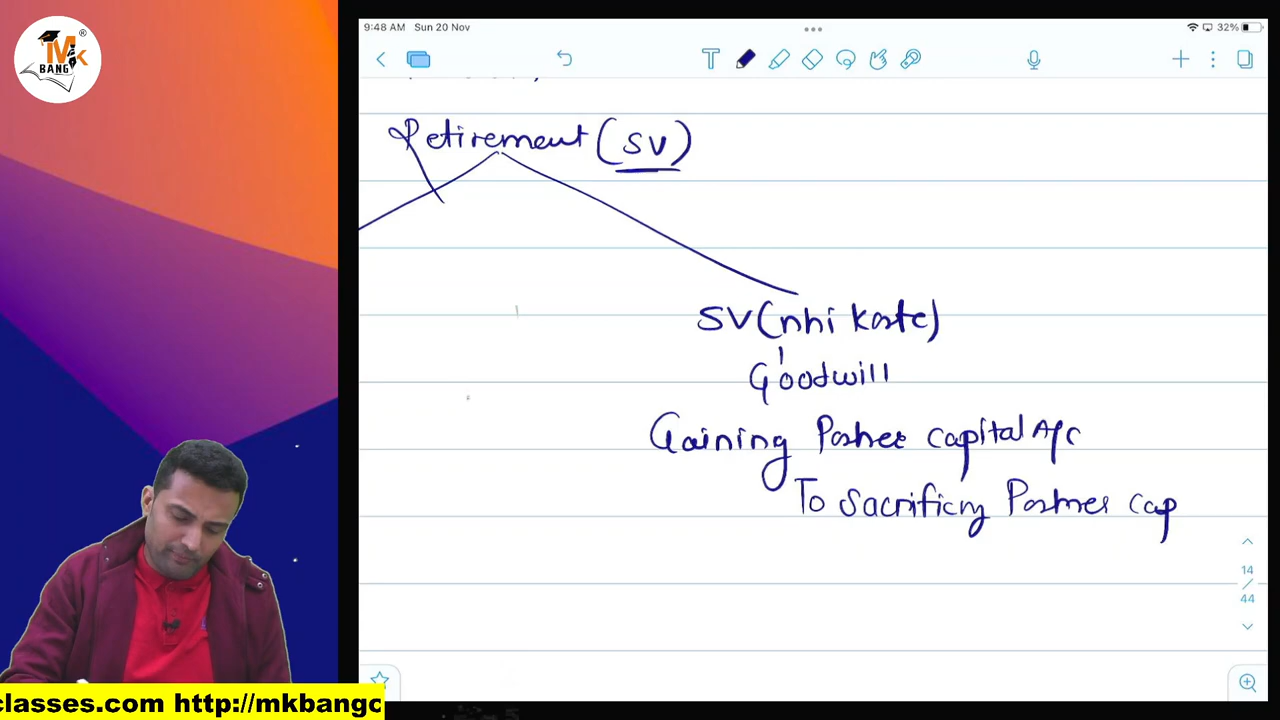 MK
BANG
®
9:48 AM Sun 20 Nov
32%
T
Retirement (SV)
SV (nhi karte)
Goodwill
Gaining Partner capital A/c
To Sacrificing Partner cap
14
44
classes.com http://mkbangc